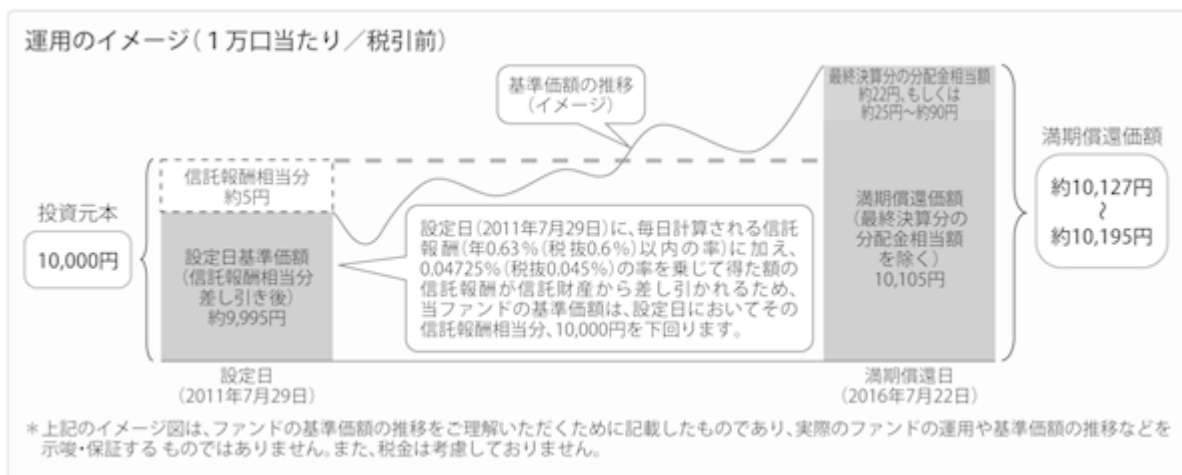 運用のイメージ(1万口当たり／税引前)
基準価額の推移
(イメージ)
最終決算分の分配金相当額
約22円、もしくは
約25円～約90円
満期償還価額
約10,127円
～
約10,195円
信託報酬相当分
約5円
投資元本
10,000円
設定日基準価額
(信託報酬相当分
差し引き後)
約9,995円
設定日(2011年7月29日)に、毎日計算される信託
報酬(年0.63%(税抜0.6%)以内の率)に加え、
0.04725%(税抜0.045%)の率を乗じて得た額の
信託報酬が信託財産から差し引かれるため、
当ファンドの基準価額は、設定日においてその
信託報酬相当分、10,000円を下回ります。
満期償還価額
(最終決算分の
分配金相当額
を除く)
10,105円
設定日
(2011年7月29日)
満期償還日
(2016年7月22日)
＊上記のイメージ図は、ファンドの基準価額の推移をご理解いただくために記載したものであり、実際のファンドの運用や基準価額の推移などを
示唆・保証するものではありません。また、税金は考慮しておりません。